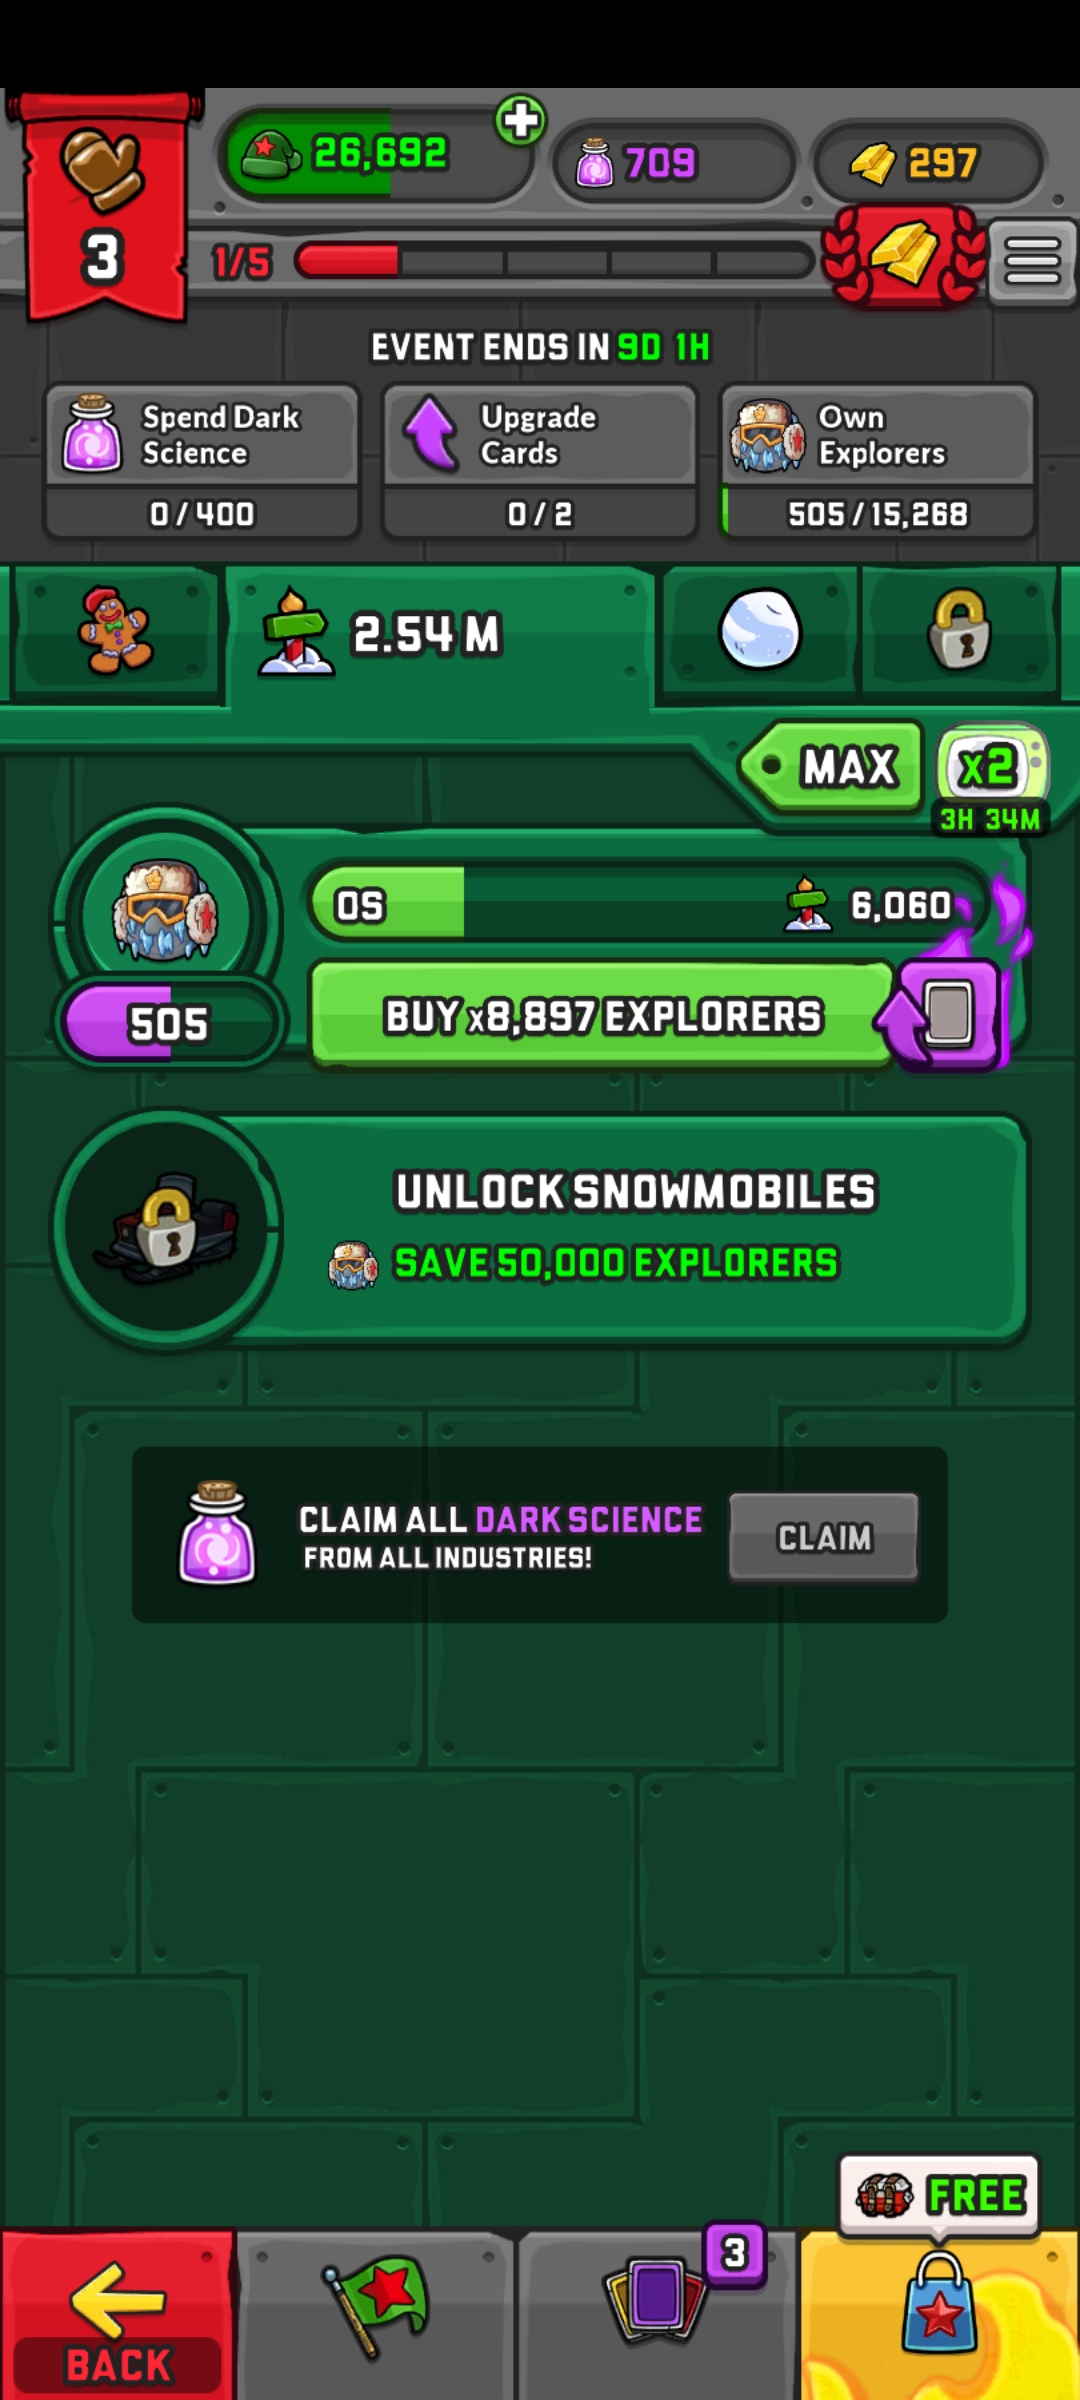 26,692
709
297
3
1/5
EVENT ENDS IN 9D 1H
Spend Dark
Science
0/400
Upgrade
Cards
0/2
Own
Explorers
505/15,268
2.54 M
MAX
x2
3H 34M
0S
6,060
505
BUY x8,897 EXPLORERS
UNLOCK SNOWMOBILES
SAVE 50,000 EXPLORERS
CLAIM ALL DARK SCIENCE
FROM ALL INDUSTRIES!
CLAIM
FREE
3
BACK